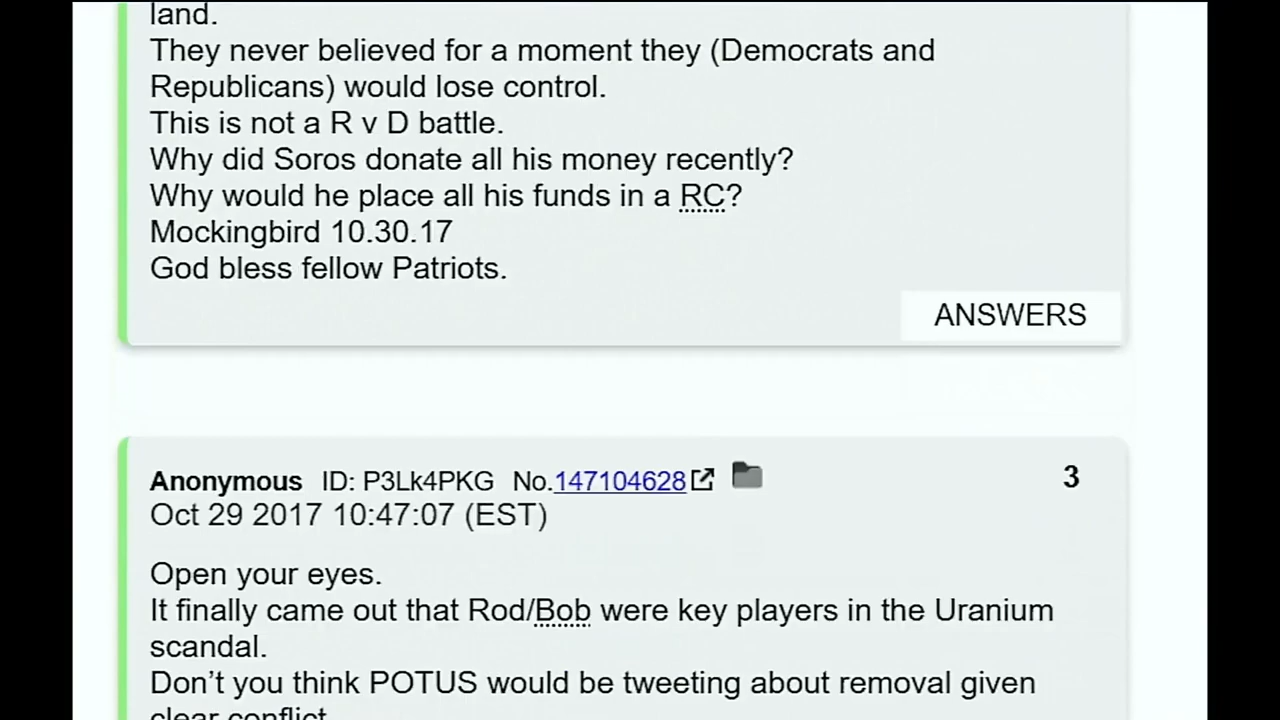 land.
They never believed for a moment they (Democrats and
Republicans) would lose control.
This is not a R v D battle.
Why did Soros donate all his money recently?
Why would he place all his funds in a RC?
Mockingbird 10.30.17
God bless fellow Patriots.
ANSWERS
Anonymous ID: P3Lk4PKG No.147104628 3
Oct 29 2017 10:47:07 (EST)
Open your eyes.
It finally came out that Rod/Bob were key players in the Uranium
scandal.
Don’t you think POTUS would be tweeting about removal given
clear conflict.